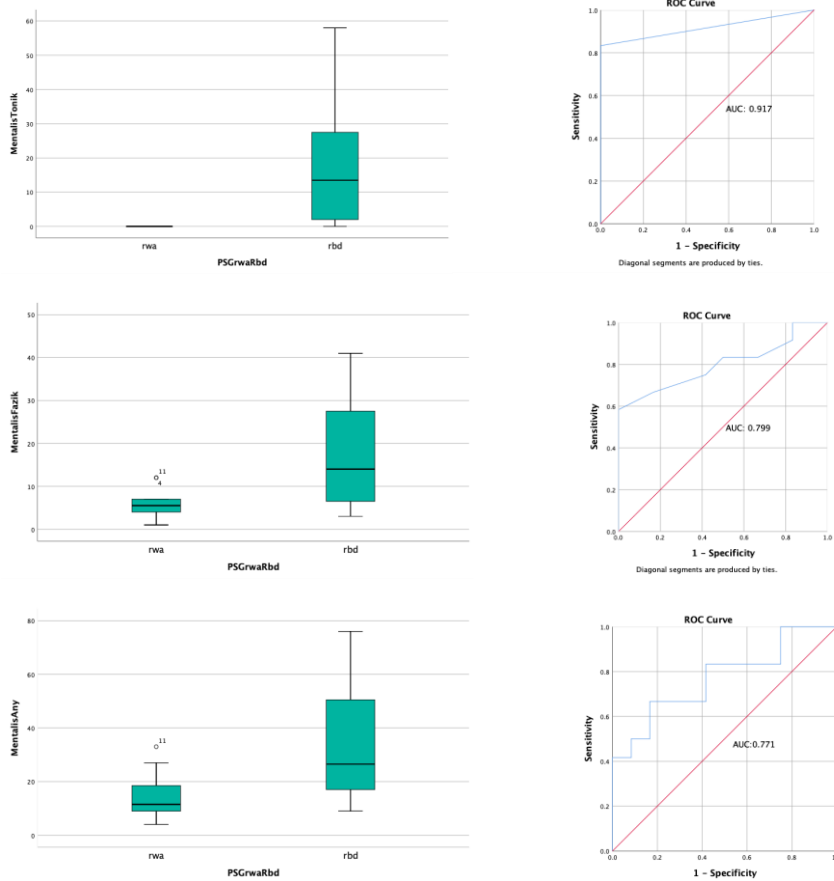 60
50
40
30
20
10
0
MentalisTonik
rwa
rbd
PSGrwaRbd
ROC Curve
1.0
0.8
0.6
0.4
0.2
0.0
Sensitivity
AUC: 0.917
0.0
0.2
0.4
0.6
0.8
1.0
1 - Specificity
Diagonal segments are produced by ties.
50
40
30
20
10
0
MentalisFazik
11
4
rwa
rbd
PSGrwaRbd
ROC Curve
1.0
0.8
0.6
0.4
0.2
0.0
Sensitivity
AUC: 0.799
0.0
0.2
0.4
0.6
0.8
1.0
1 - Specificity
Diagonal segments are produced by ties.
80
60
40
20
0
MentalisAny
11
rwa
rbd
PSGrwaRbd
ROC Curve
1.0
0.8
0.6
0.4
0.2
0.0
Sensitivity
AUC:0.771
0.0
0.2
0.4
0.6
0.8
1 - Specificity